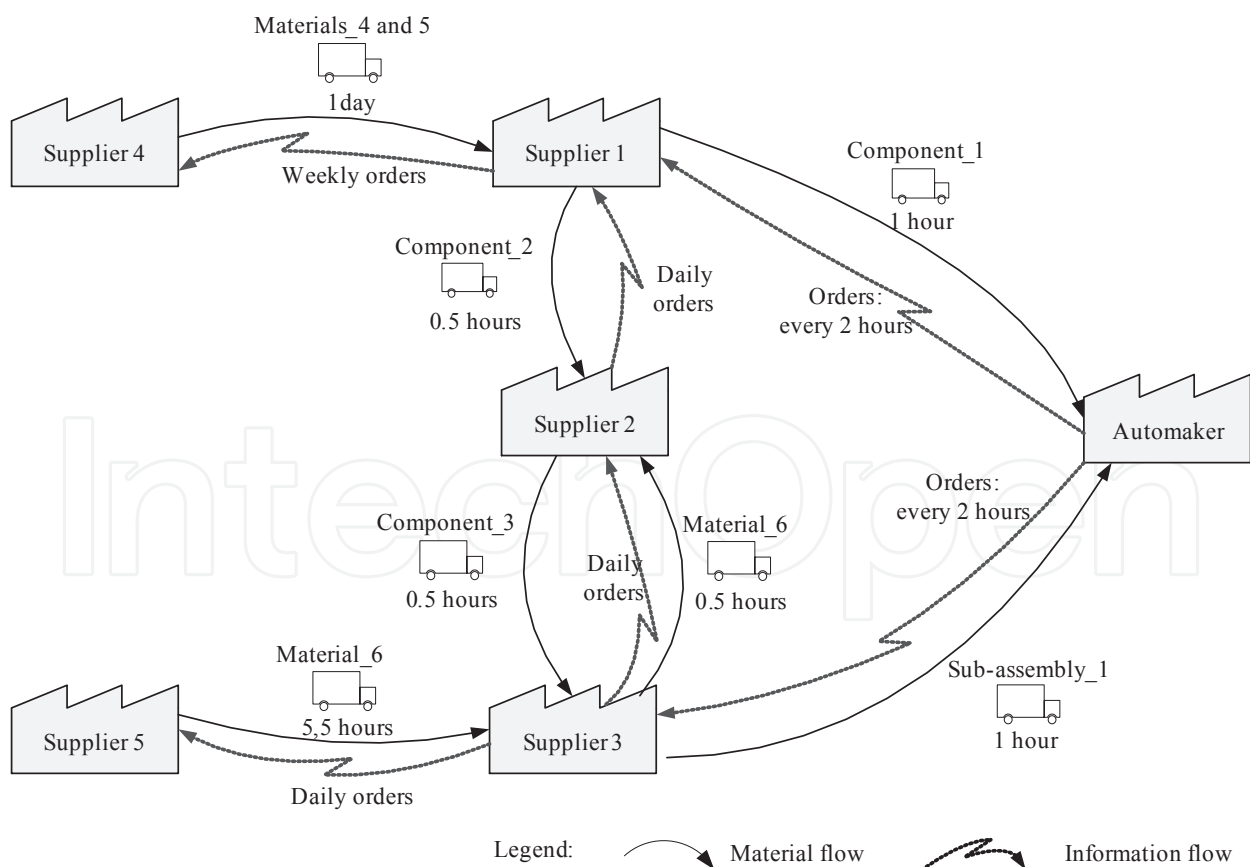 Materials_4 and 5
1day
Supplier 4
Supplier 1
Weekly orders
Component_1
1 hour
Component_2
0.5 hours
Daily
orders
Orders:
every 2 hours
Supplier 2
Automaker
Orders:
every 2 hours
Component_3
0.5 hours
Daily
orders
Material_6
0.5 hours
Material_6
5,5 hours
Sub-assembly_1
1 hour
Supplier 5
Supplier 3
Daily orders
Legend:
Material flow
Information flow
IntechOpen